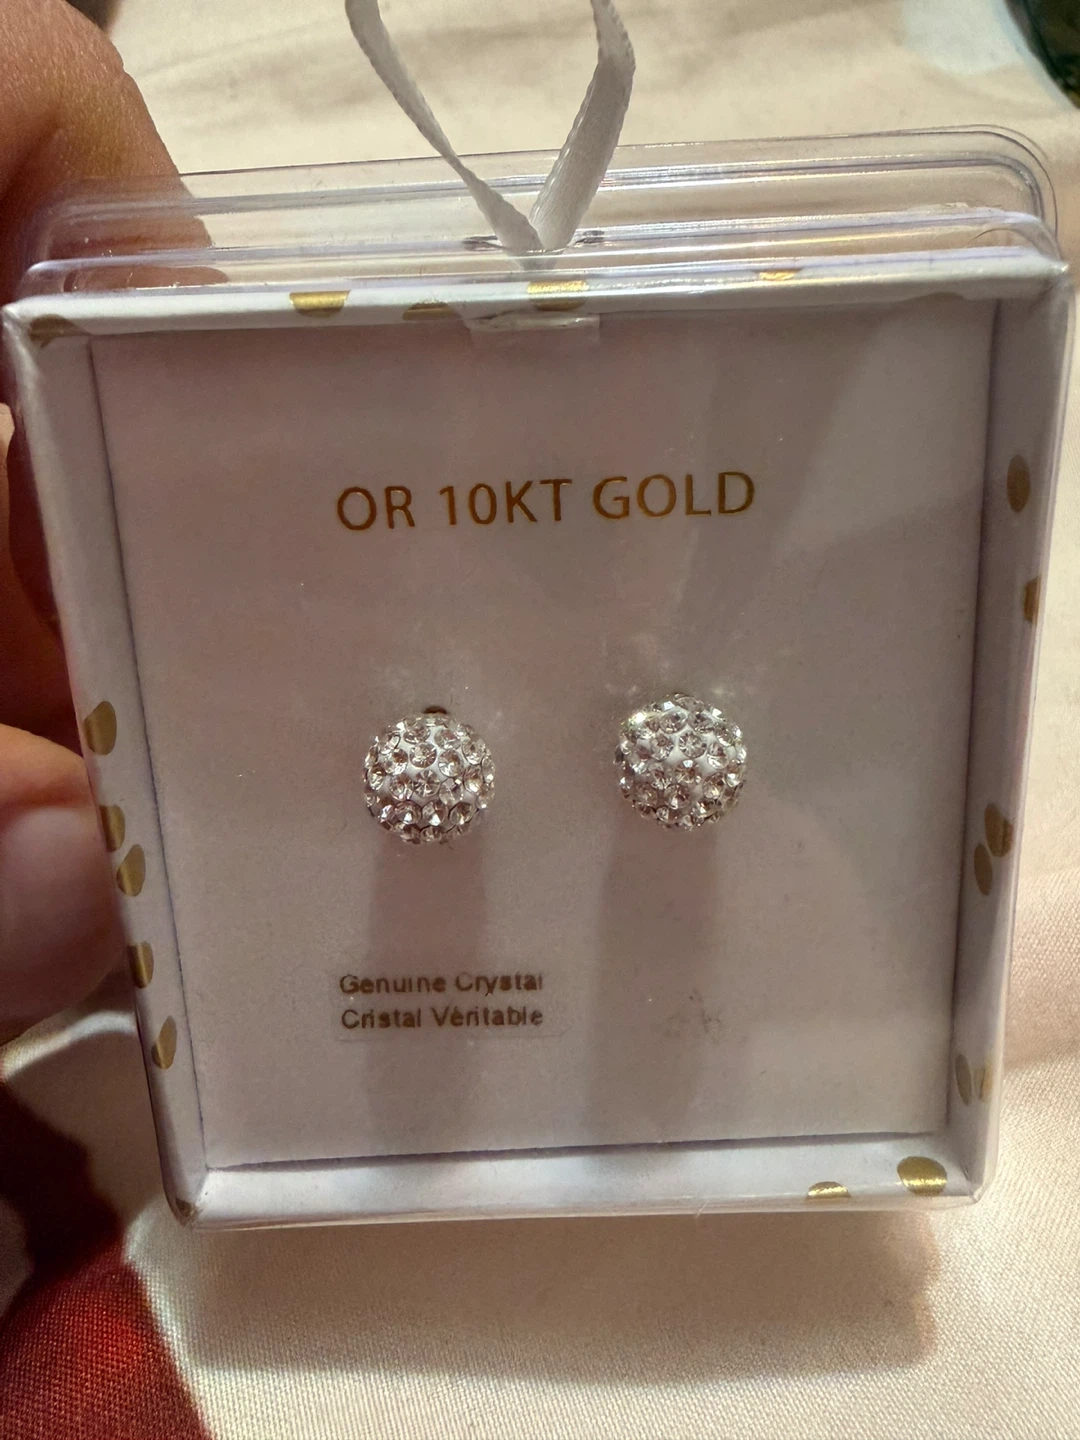 OR 10KT GOLD
Genuine Crystal
Cristal Véritable